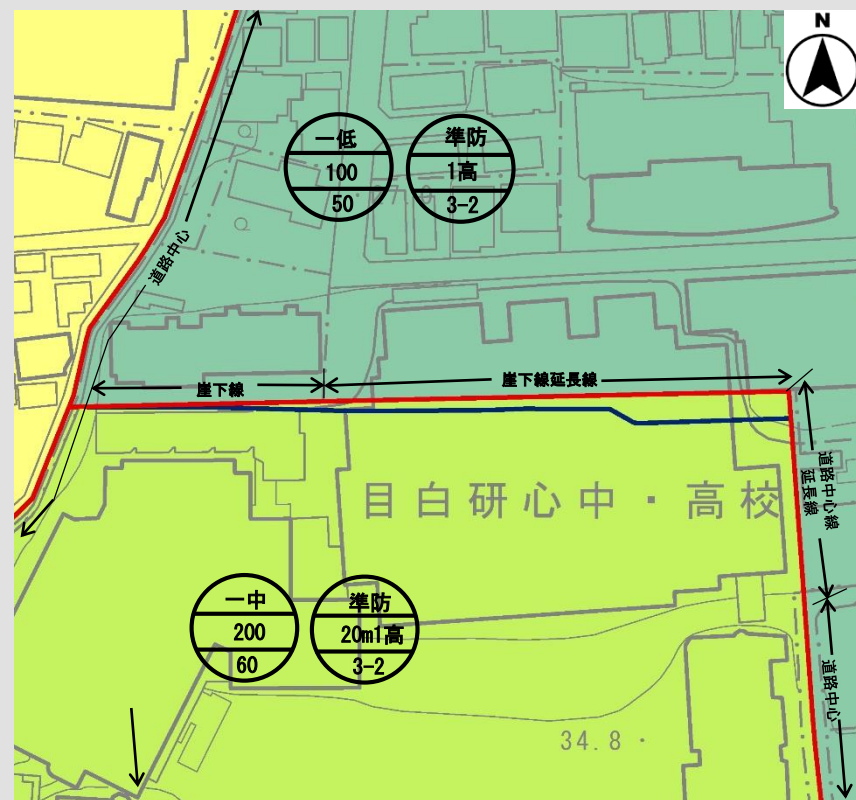 N
一低
100
50
準防
1高
3-2
道路中心
崖下線
崖下線延長線
道路中心線
延長線
目白研心中・高校
一中
200
60
準防
20m1高
3-2
道路中心
34.8・